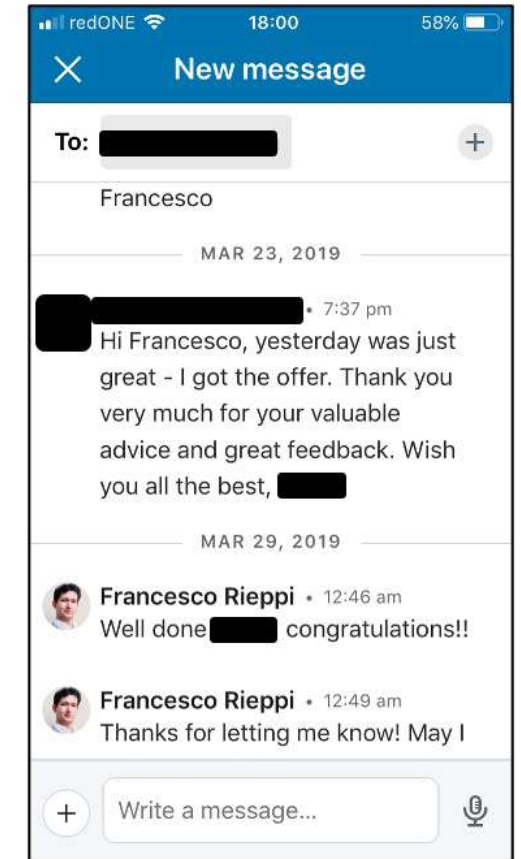 redONE 18:00 58%
New message
To:
Francesco
MAR 23, 2019
• 7:37 pm
Hi Francesco, yesterday was just
great - I got the offer. Thank you
very much for your valuable
advice and great feedback. Wish
you all the best,
MAR 29, 2019
Francesco Rieppi • 12:46 am
Well done congratulations!!
Francesco Rieppi • 12:49 am
Thanks for letting me know! May I
Write a message...